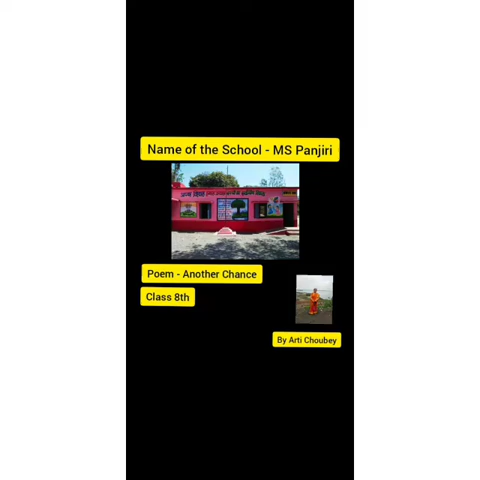 Name of the School - MS Panjiri
Poem - Another Chance
Class 8th
By Arti Choubey